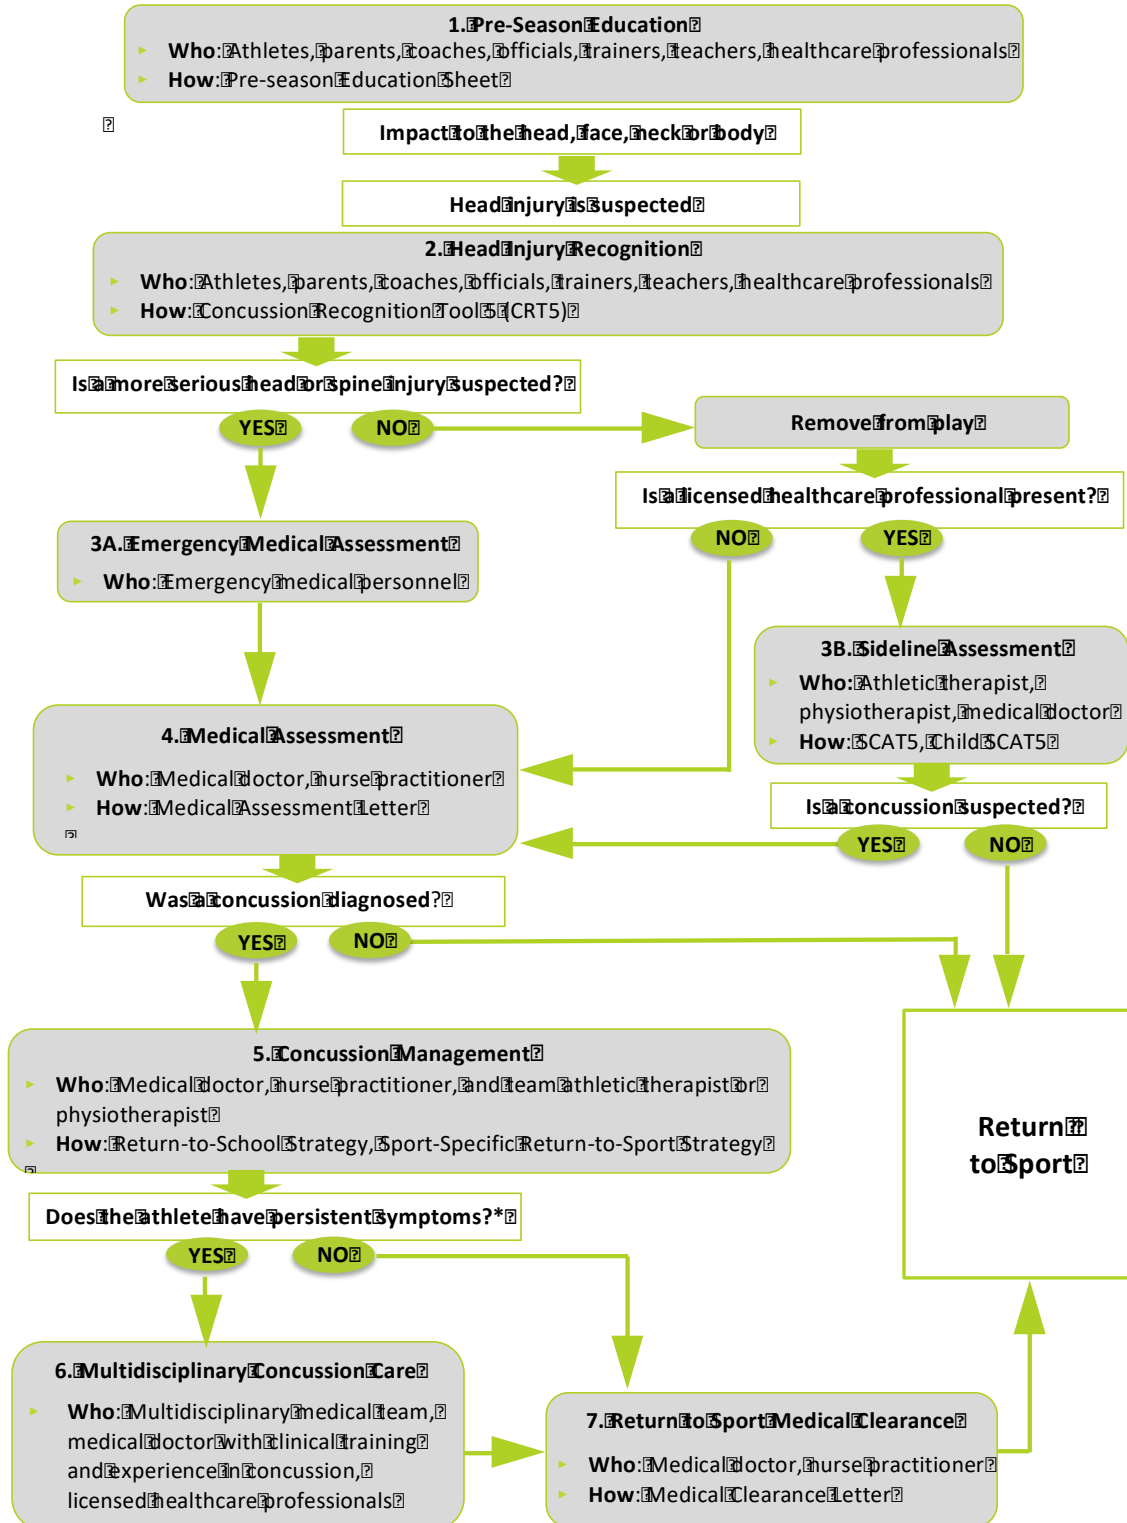 1. Pre-Season Education
▸ Who: Athletes, parents, coaches, officials, trainers, teachers, healthcare professionals
▸ How: Pre-season Education Sheet
Impact to the head, face, neck or body
Head injury is suspected
2. Head Injury Recognition
▸ Who: Athletes, parents, coaches, officials, trainers, teachers, healthcare professionals
▸ How: Concussion Recognition Tool 5 (CRT5)
Is a more serious head or spine injury suspected?
YES
NO
Remove from play
Is a licensed healthcare professional present?
NO
YES
3A. Emergency Medical Assessment
▸ Who: Emergency medical personnel
3B. Sideline Assessment
▸ Who: Athletic therapist,
physiotherapist, medical doctor
▸ How: SCAT5, Child SCAT5
4. Medical Assessment
▸ Who: Medical doctor, nurse practitioner
▸ How: Medical Assessment Letter
Is a concussion suspected?
YES
NO
Was a concussion diagnosed?
YES
NO
5. Concussion Management
▸ Who: Medical doctor, nurse practitioner, and team athletic therapist or
physiotherapist
▸ How: Return-to-School Strategy, Sport-Specific Return-to-Sport Strategy
Return
to Sport
Does the athlete have persistent symptoms?*
YES
NO
6. Multidisciplinary Concussion Care
▸ Who: Multidisciplinary medical team,
medical doctor with clinical training
and experience in concussion,
licensed healthcare professionals
7. Return to Sport Medical Clearance
▸ Who: Medical doctor, nurse practitioner
▸ How: Medical Clearance Letter